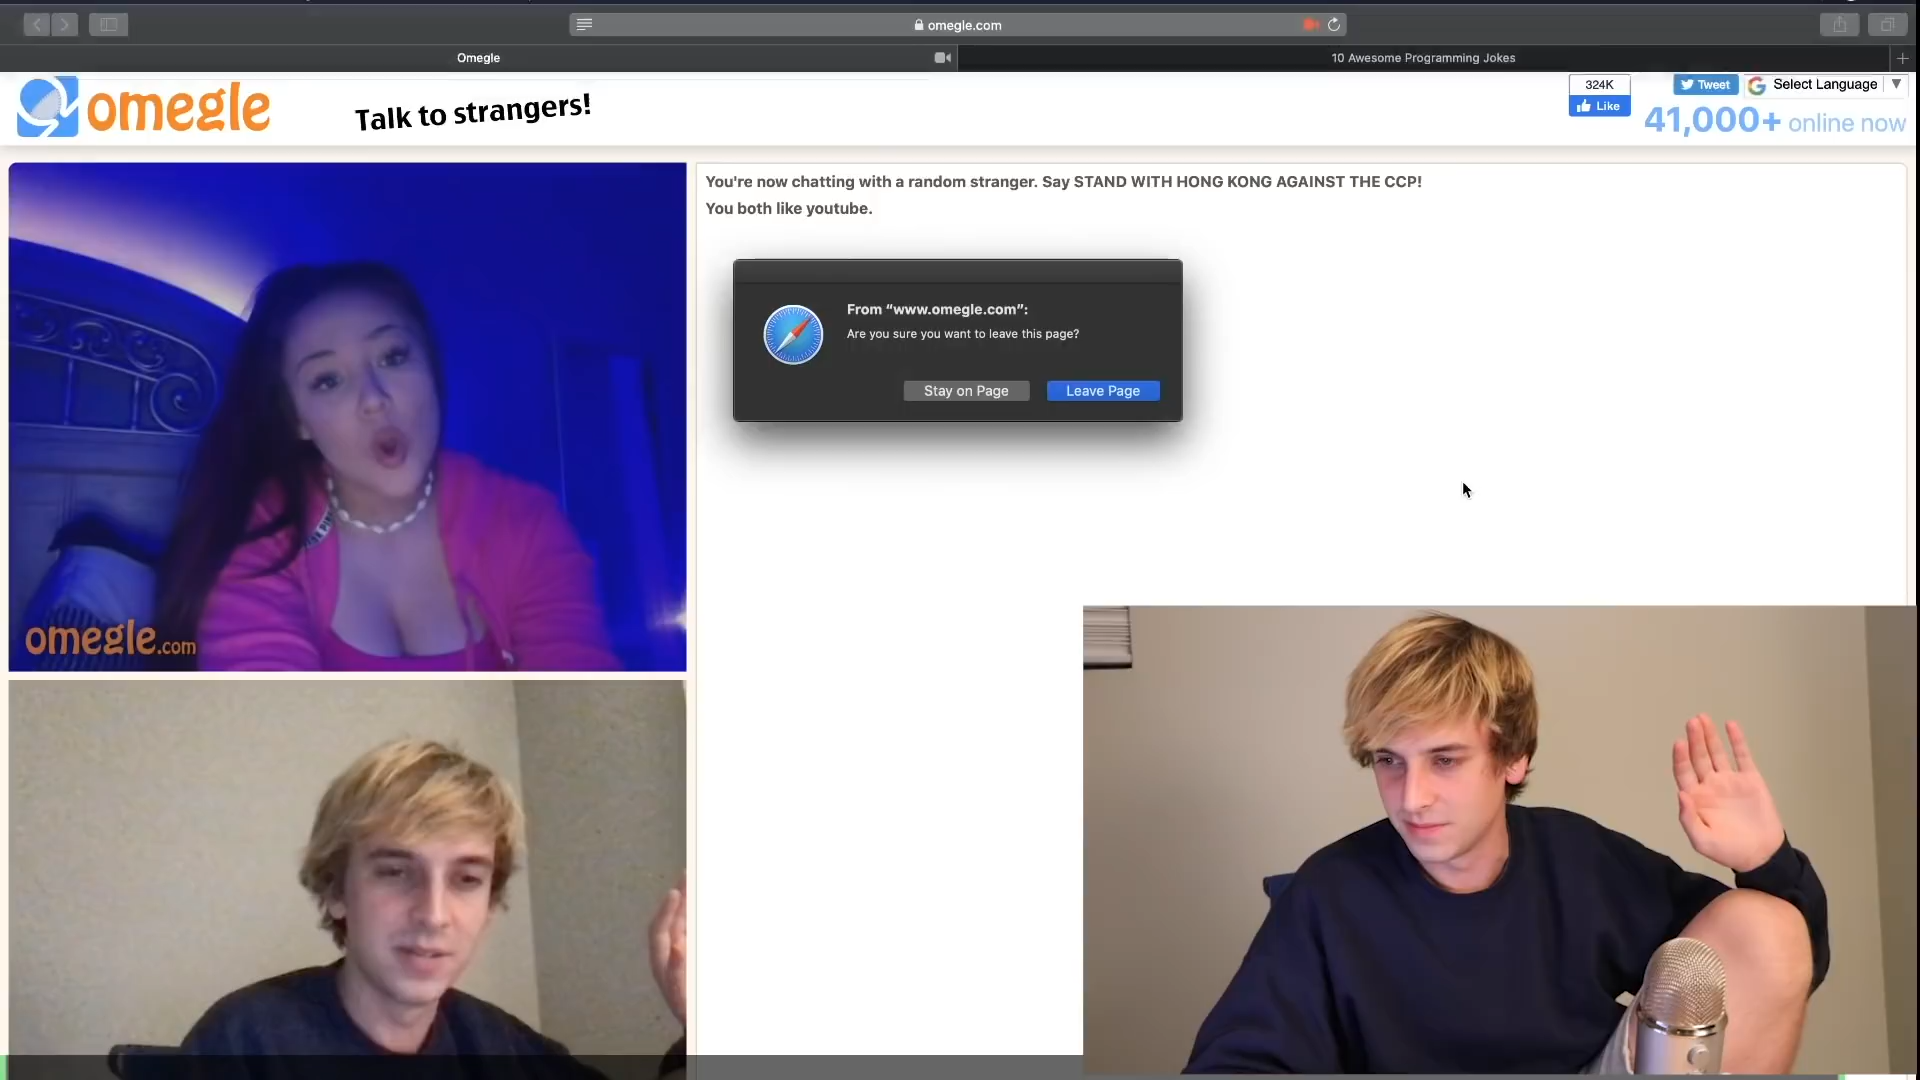 omegle.com
Omegle
10 Awesome Programming Jokes
omegle
Talk to strangers!
324K
Like
Tweet
Select Language
41,000+ online now
You're now chatting with a random stranger. Say STAND WITH HONG KONG AGAINST THE CCP!
You both like youtube.
From “www.omegle.com”:
Are you sure you want to leave this page?
Stay on Page
Leave Page
omegle.com